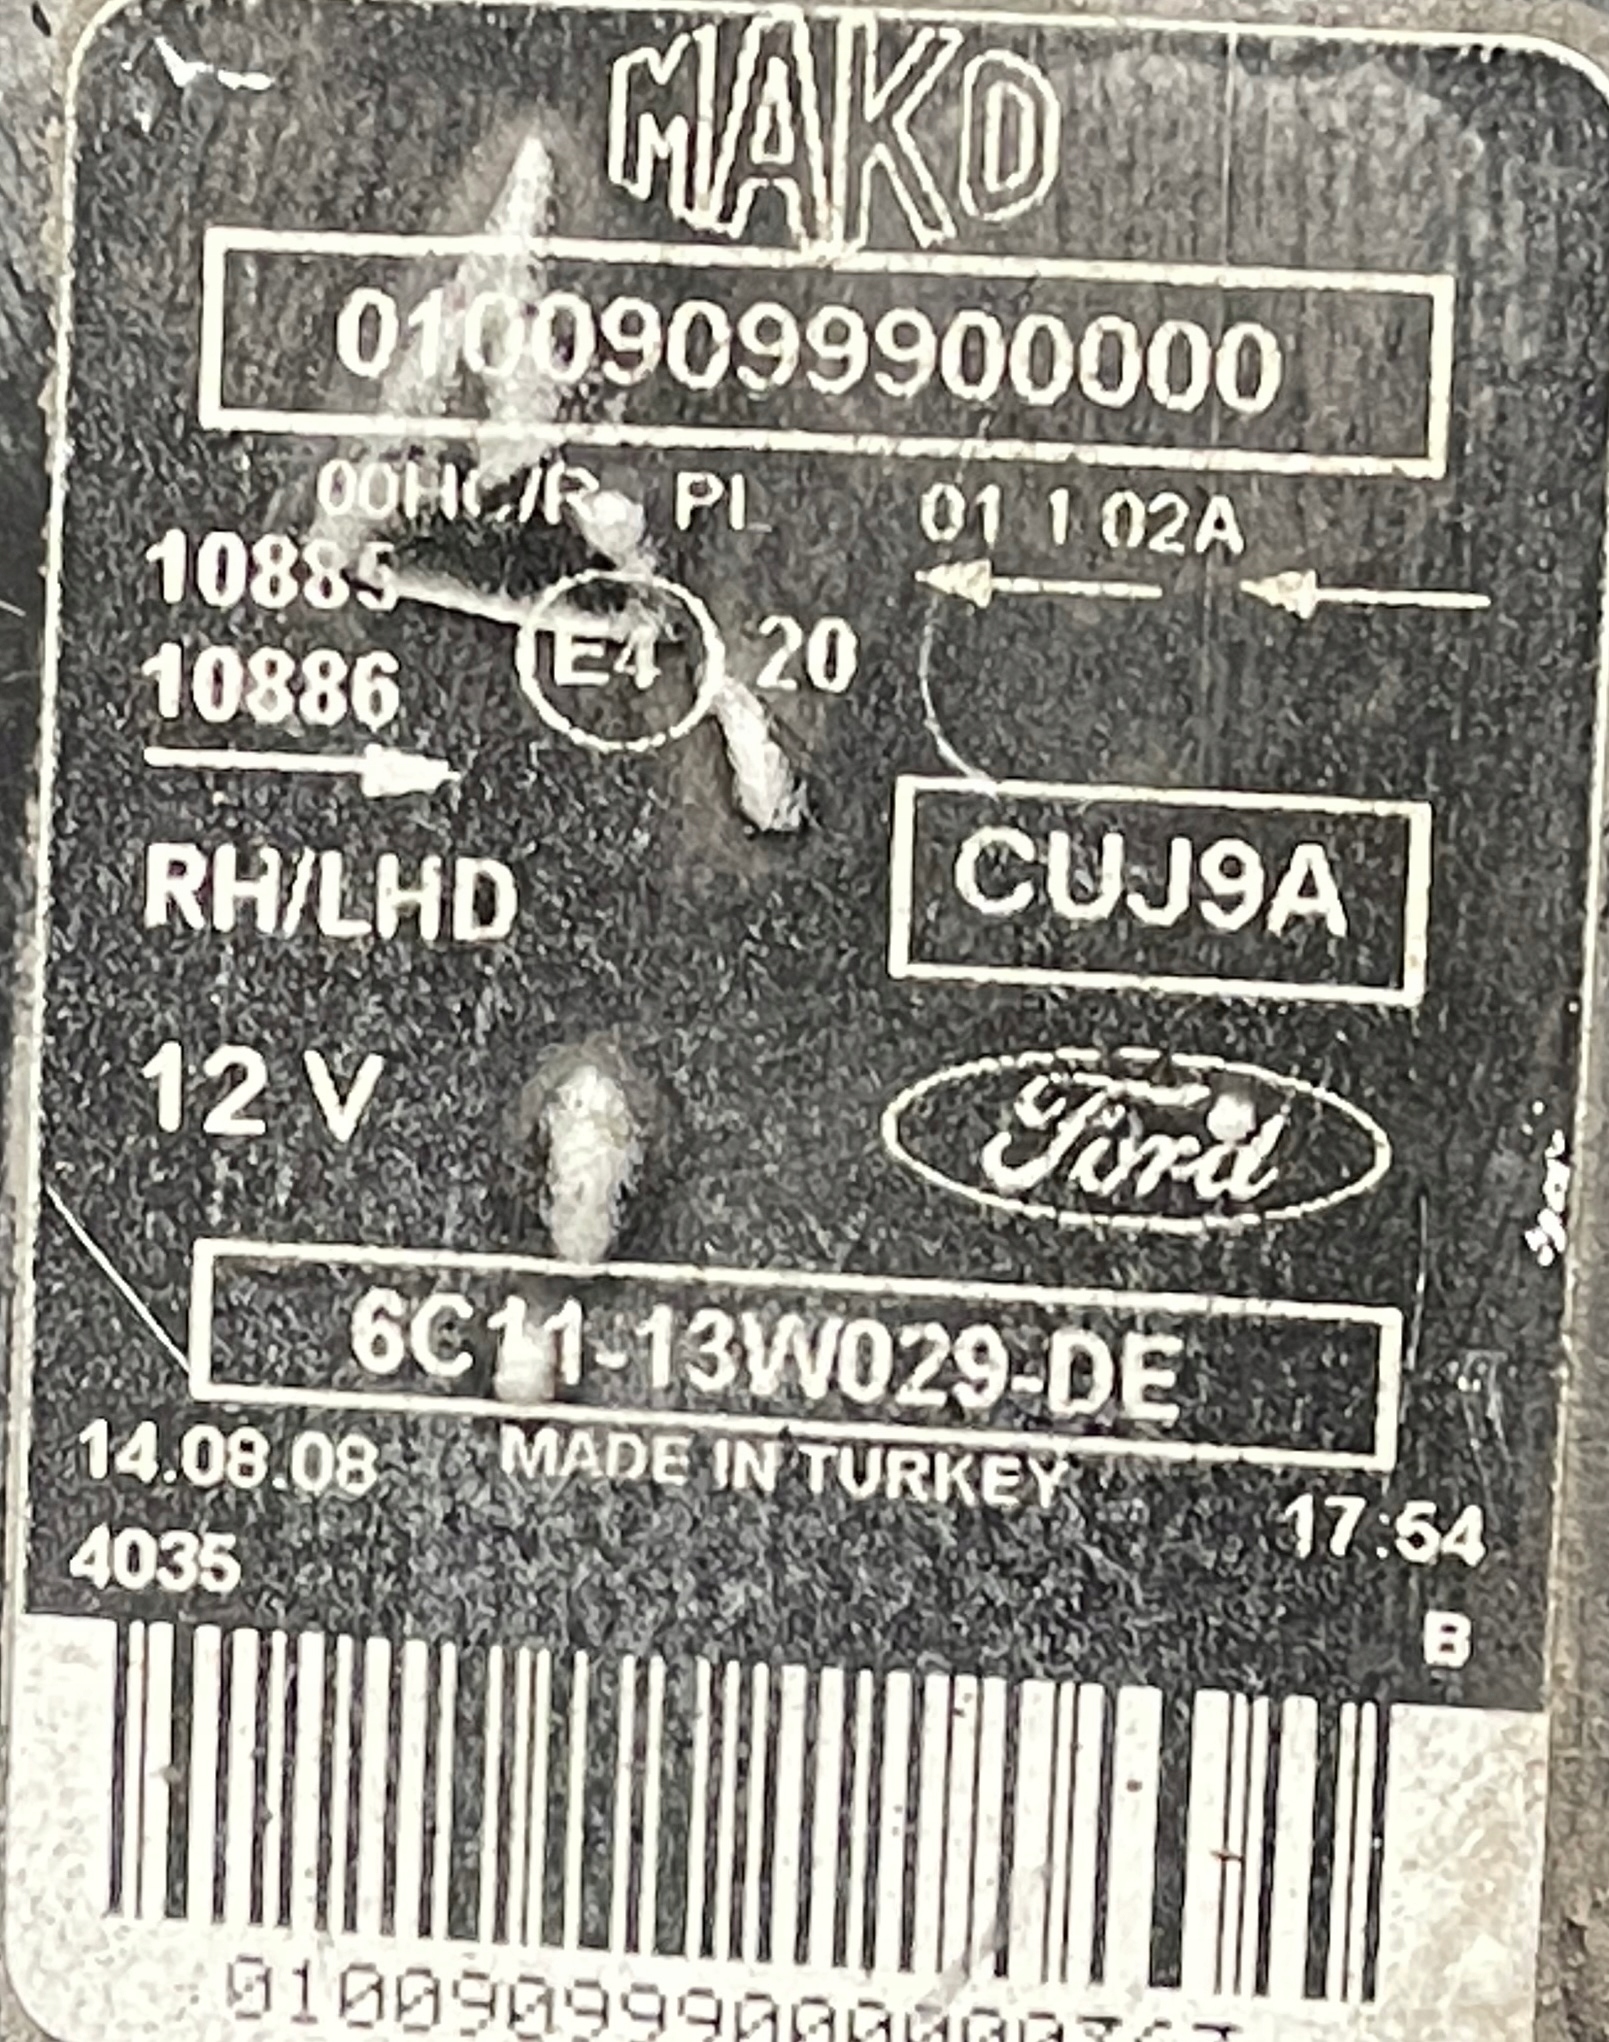 MAKO
01009099900000
00HC/R PL 01 1 02A
10885
E4 20
10886
RH/LHD
CUJ9A
12 V
Ford
6C11-13W029-DE
14.08.08 MADE IN TURKEY
17:54
4035
B